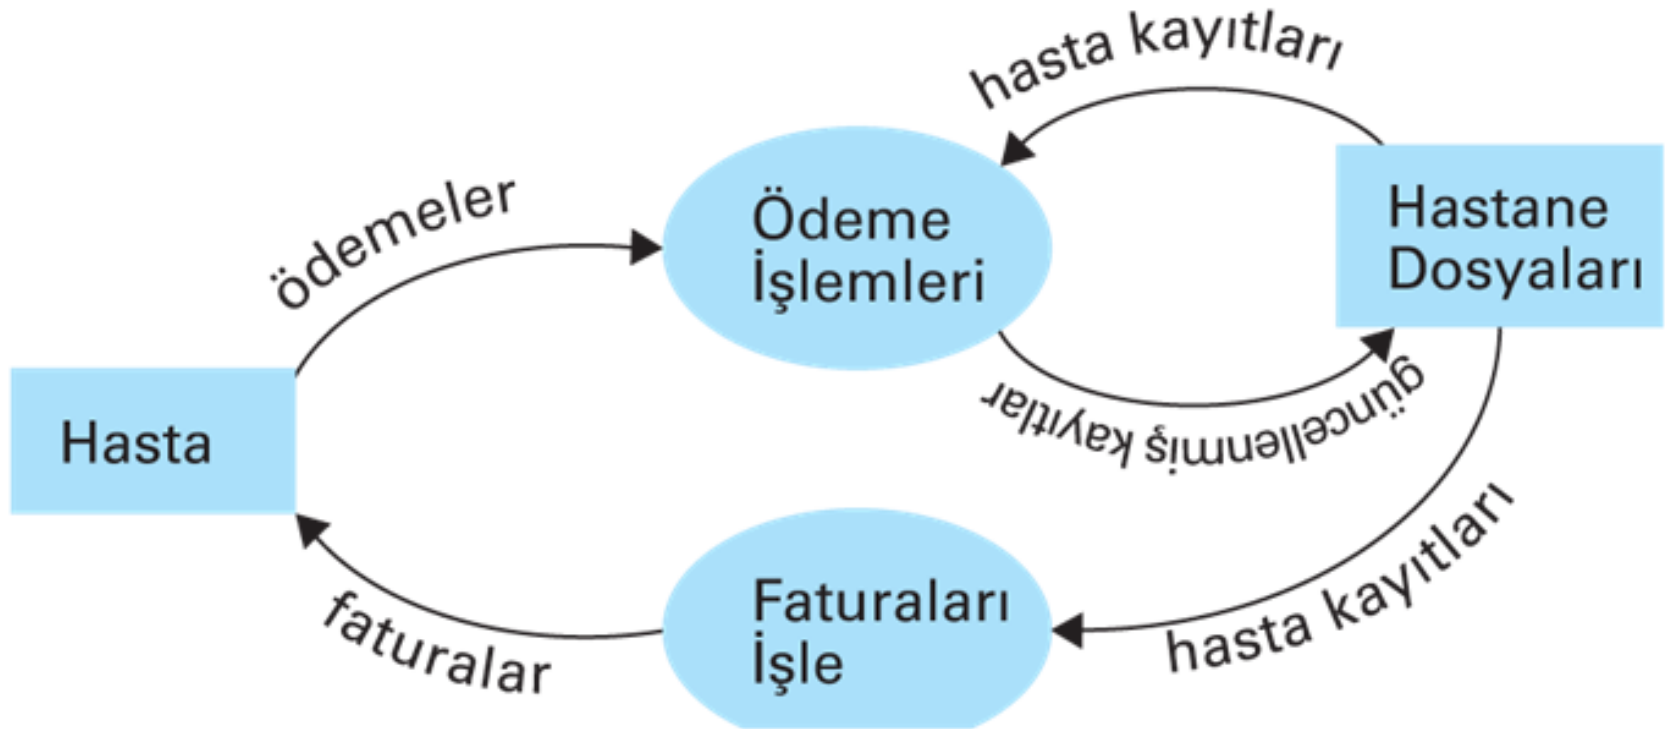 hasta kayıtları
ödemeler
Ödeme
İşlemleri
Hastane
Dosyaları
güncellenmiş kayıtlar
Hasta
hasta kayıtları
Faturaları
İşle
faturalar